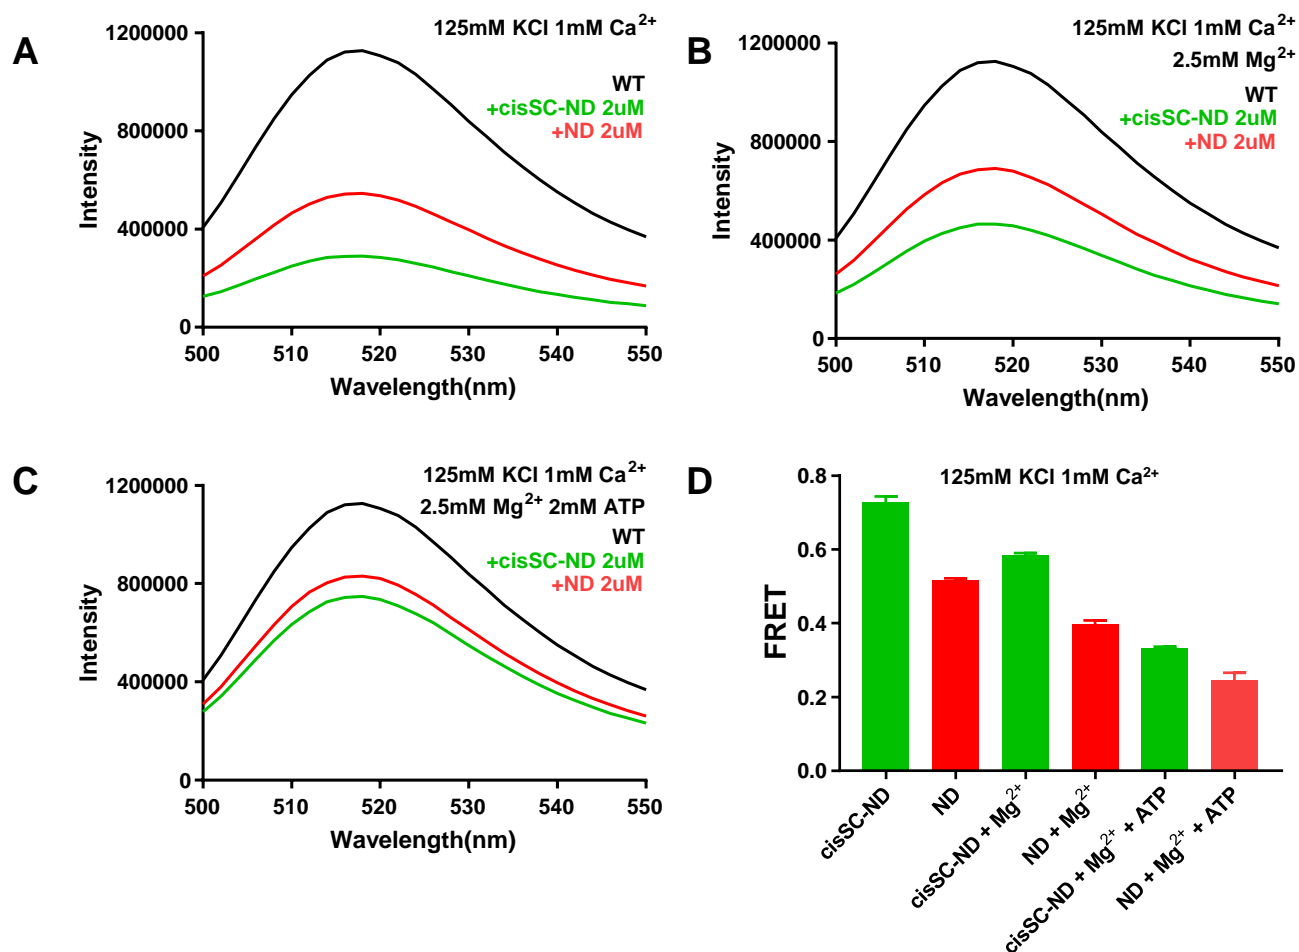 A
125mM KCl 1mM Ca2+
WT
+cisSC-ND 2uM
+ND 2uM
Intensity
1200000
800000
400000
0
500 510 520 530 540 550
Wavelength(nm)
B
125mM KCl 1mM Ca2+
2.5mM Mg2+
WT
+cisSC-ND 2uM
+ND 2uM
Intensity
1200000
800000
400000
0
500 510 520 530 540 550
Wavelength(nm)
C
125mM KCl 1mM Ca2+
2.5mM Mg2+ 2mM ATP
WT
+cisSC-ND 2uM
+ND 2uM
Intensity
1200000
800000
400000
0
500 510 520 530 540 550
Wavelength(nm)
D
125mM KCl 1mM Ca2+
FRET
0.8
0.6
0.4
0.2
0.0
cisSC-ND
ND
cisSC-ND + Mg2+
ND + Mg2+
cisSC-ND + Mg2+ + ATP
ND + Mg2+ + ATP